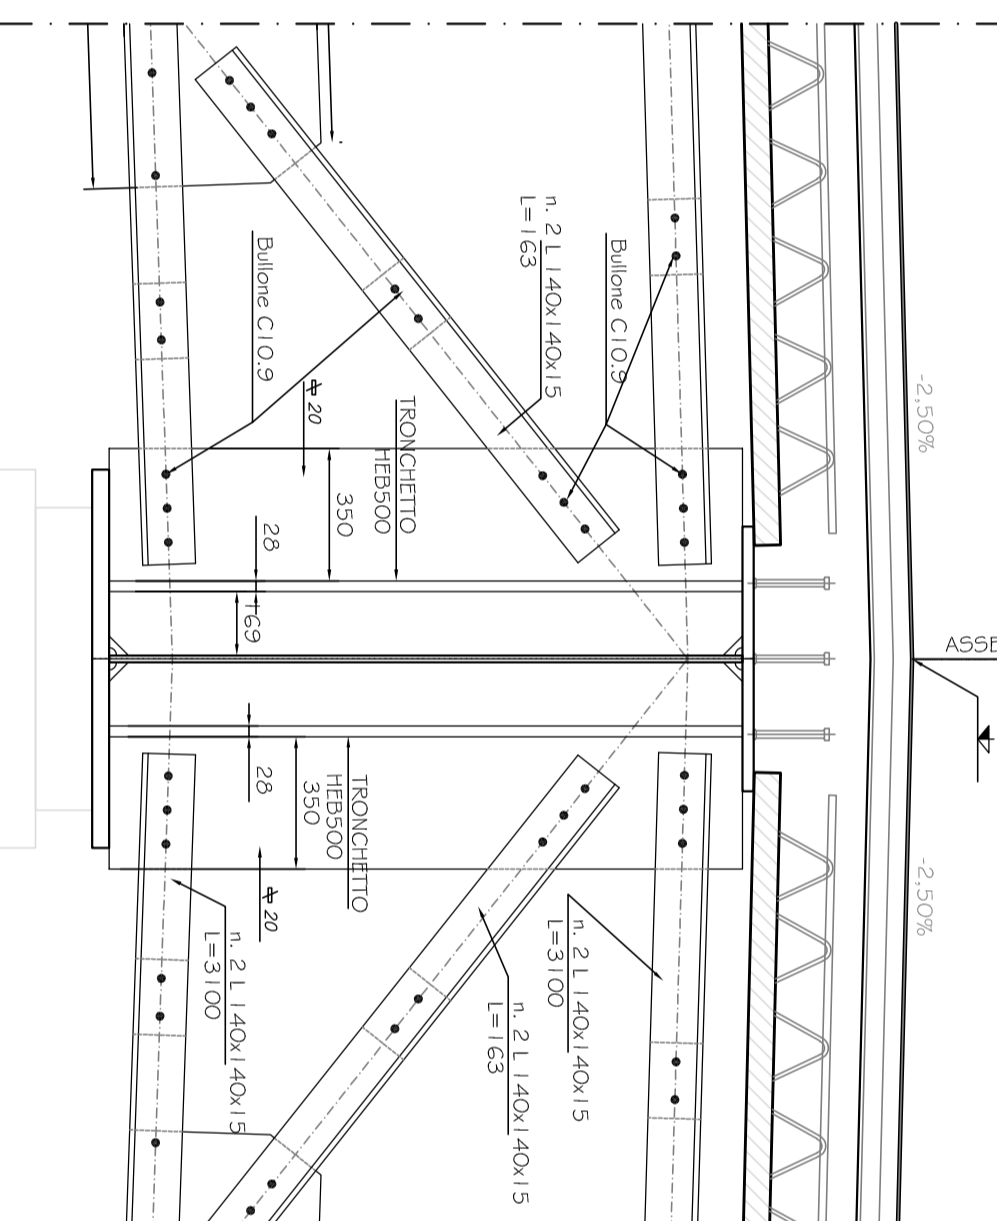 -2,50%
-2,50%
ASSE
Bullone C10.9
n. 2 L 140x140x15
L=163
Bullone C10.9
⌀ 20
TRONCHETTO
HEB500
350
28
169
28
TRONCHETTO
HEB500
350
⌀ 20
n. 2 L 140x140x15
L=3100
n. 2 L 140x140x15
L=163
n. 2 L 140x140x15
L=3100